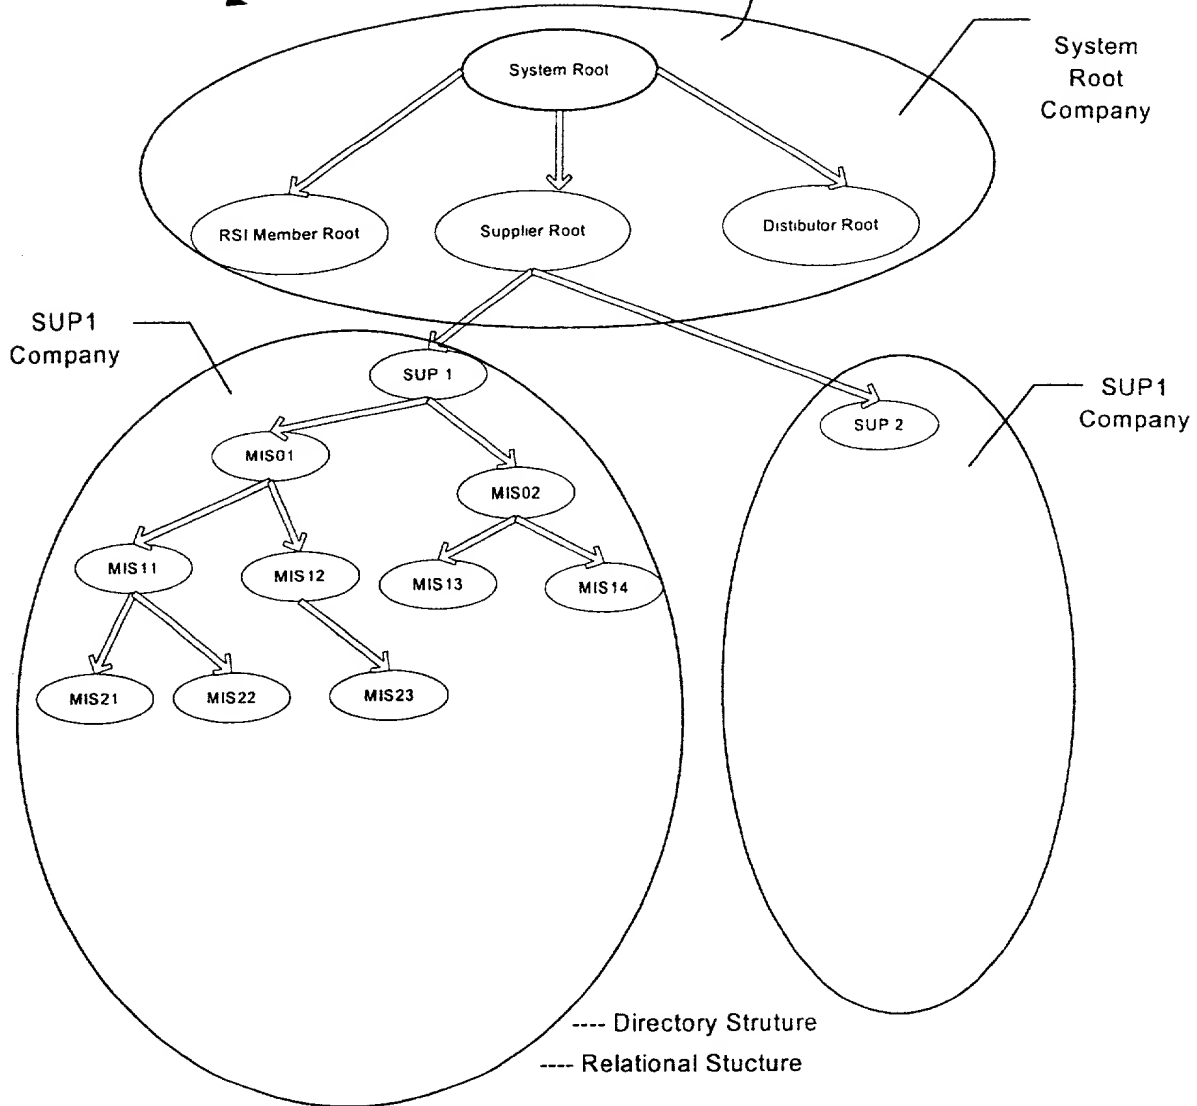 System Root
System
Root
Company
RSI Member Root
Supplier Root
Distibutor Root
SUP1
Company
SUP 1
SUP1
Company
SUP 2
MIS01
MIS02
MIS11
MIS12
MIS13
MIS14
MIS21
MIS22
MIS23
---- Directory Struture
---- Relational Stucture